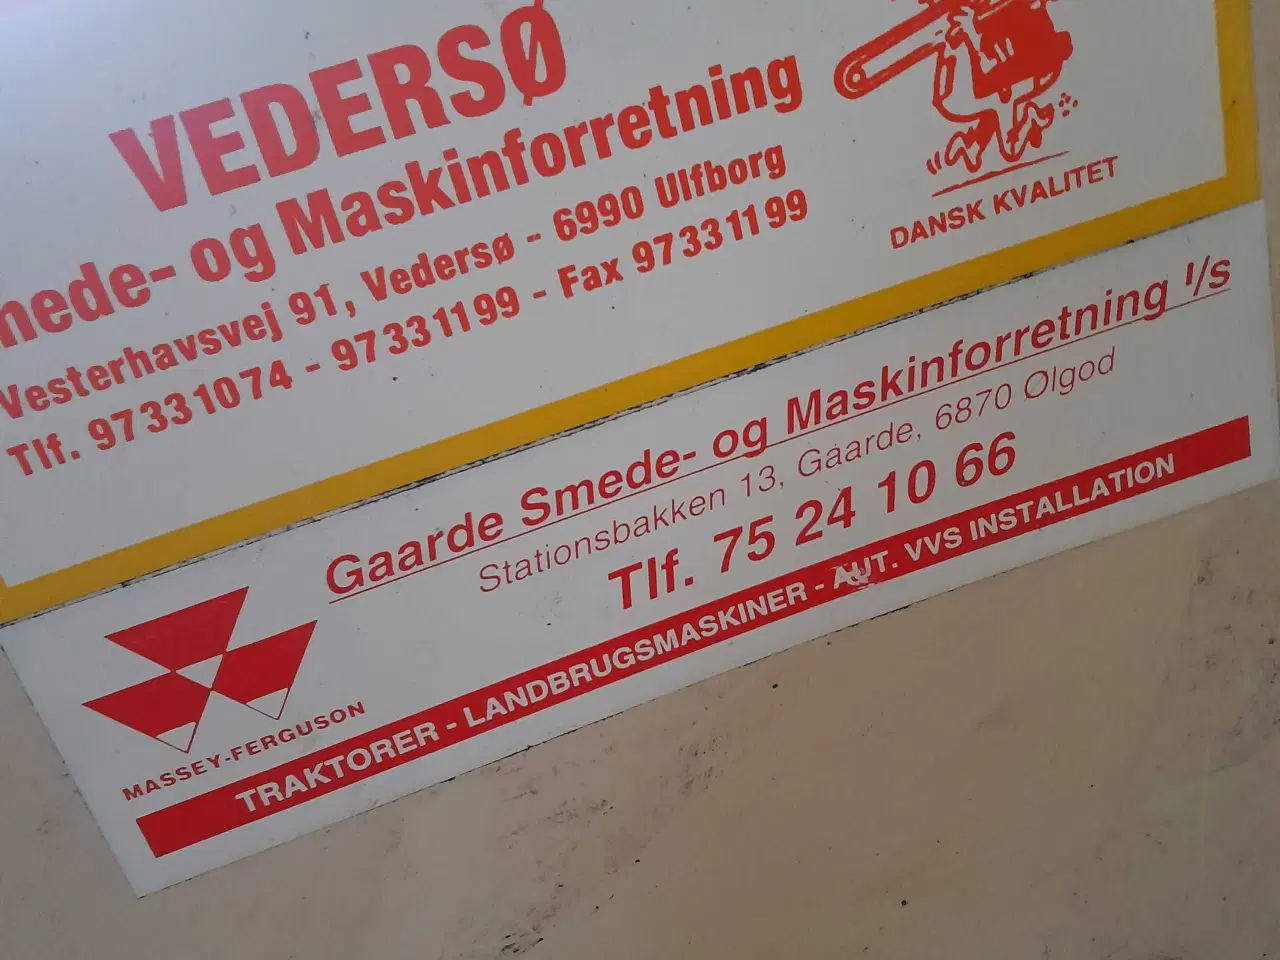 VEDERSØ
mede- og Maskinforretning
Vesterhavsvej 91, Vedersø - 6990 Ulfborg
Tlf. 97331074 - 97331199 - Fax 97331199
DANSK KVALITET
Gaarde Smede- og Maskinforretning I/S
Stationsbakken 13, Gaarde, 6870 Ølgod
Tlf. 75 24 10 66
MASSEY-FERGUSON
TRAKTORER - LANDBRUGSMASKINER - AUT. VVS INSTALLATION